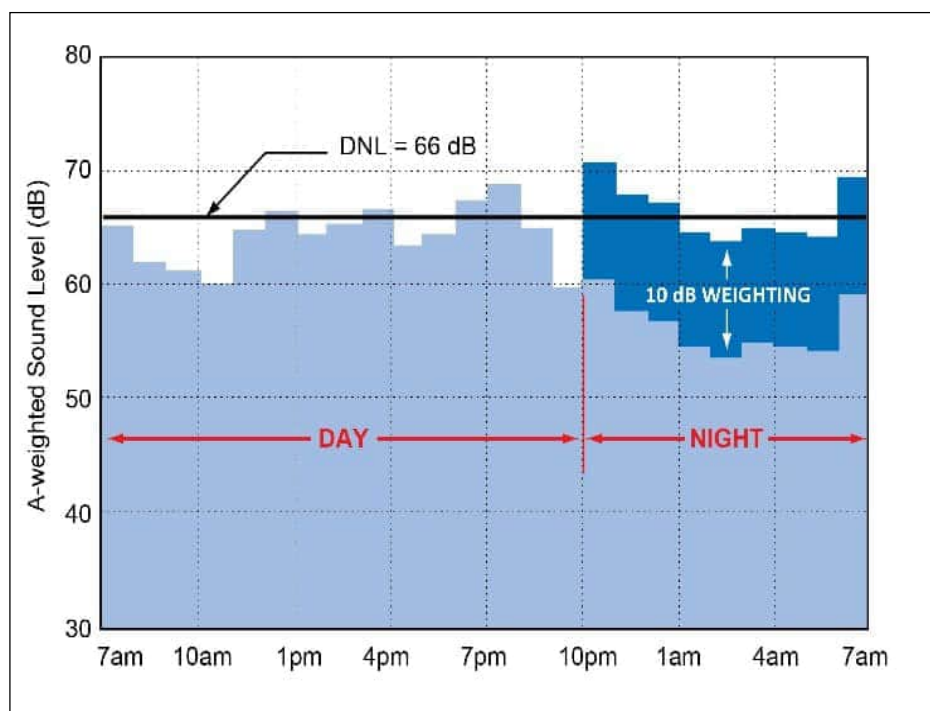 A-weighted Sound Level (dB)
80
70
60
50
40
30
DNL = 66 dB
10 dB WEIGHTING
DAY
NIGHT
7am 10am 1pm 4pm 7pm 10pm 1am 4am 7am